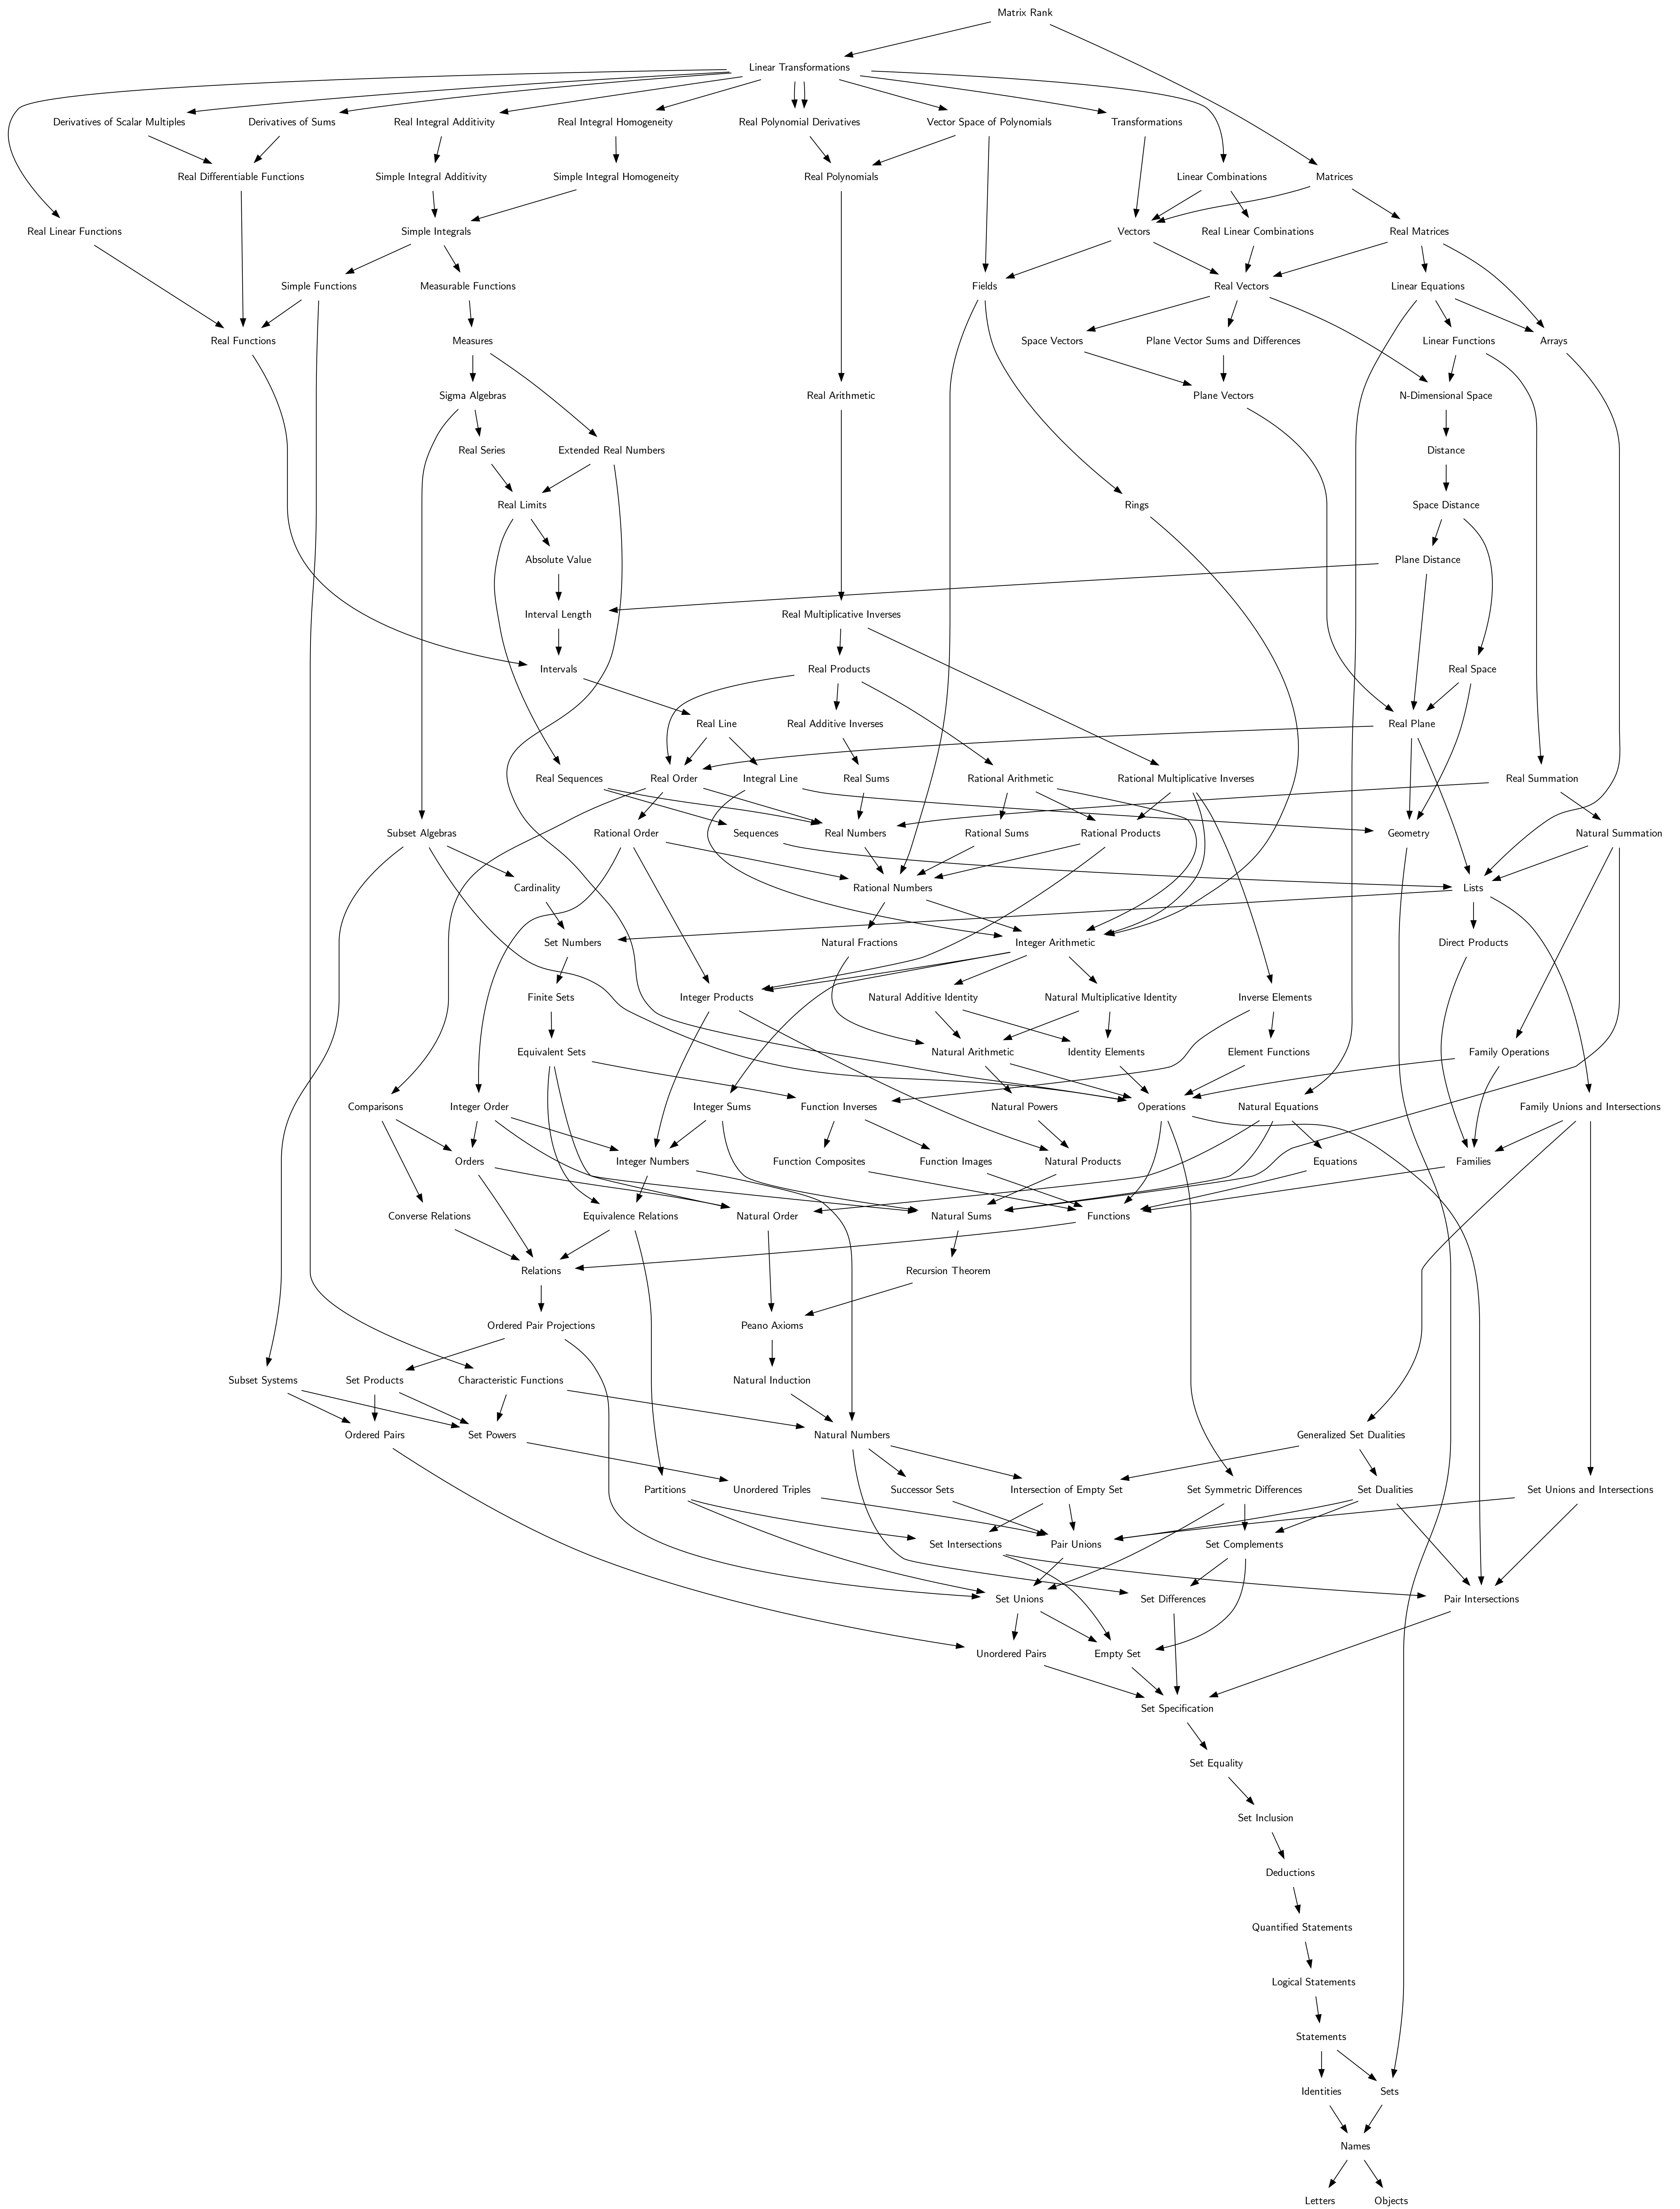 Matrix Rank
Linear Transformations
Derivatives of Scalar Multiples
Derivatives of Sums
Real Integral Additivity
Real Integral Homogeneity
Real Polynomial Derivatives
Vector Space of Polynomials
Transformations
Real Differentiable Functions
Simple Integral Additivity
Simple Integral Homogeneity
Real Polynomials
Linear Combinations
Matrices
Real Linear Functions
Simple Integrals
Vectors
Real Linear Combinations
Real Matrices
Simple Functions
Measurable Functions
Fields
Real Vectors
Linear Equations
Real Functions
Measures
Space Vectors
Plane Vector Sums and Differences
Linear Functions
Arrays
Sigma Algebras
Real Arithmetic
Plane Vectors
N-Dimensional Space
Real Series
Extended Real Numbers
Distance
Real Limits
Rings
Space Distance
Absolute Value
Plane Distance
Interval Length
Real Multiplicative Inverses
Intervals
Real Products
Real Space
Real Line
Real Additive Inverses
Real Plane
Real Sequences
Real Order
Integral Line
Real Sums
Rational Arithmetic
Rational Multiplicative Inverses
Real Summation
Subset Algebras
Rational Order
Sequences
Real Numbers
Rational Sums
Rational Products
Geometry
Natural Summation
Cardinality
Rational Numbers
Lists
Set Numbers
Natural Fractions
Integer Arithmetic
Direct Products
Finite Sets
Integer Products
Natural Additive Identity
Natural Multiplicative Identity
Inverse Elements
Equivalent Sets
Natural Arithmetic
Identity Elements
Element Functions
Family Operations
Comparisons
Integer Order
Integer Sums
Function Inverses
Natural Powers
Operations
Natural Equations
Family Unions and Intersections
Orders
Integer Numbers
Function Composites
Function Images
Natural Products
Equations
Families
Converse Relations
Equivalence Relations
Natural Order
Natural Sums
Functions
Relations
Recursion Theorem
Ordered Pair Projections
Peano Axioms
Subset Systems
Set Products
Characteristic Functions
Natural Induction
Ordered Pairs
Set Powers
Natural Numbers
Generalized Set Dualities
Partitions
Unordered Triples
Successor Sets
Intersection of Empty Set
Set Symmetric Differences
Set Dualities
Set Unions and Intersections
Set Intersections
Pair Unions
Set Complements
Set Unions
Set Differences
Pair Intersections
Unordered Pairs
Empty Set
Set Specification
Set Equality
Set Inclusion
Deductions
Quantified Statements
Logical Statements
Statements
Identities
Sets
Names
Letters
Objects